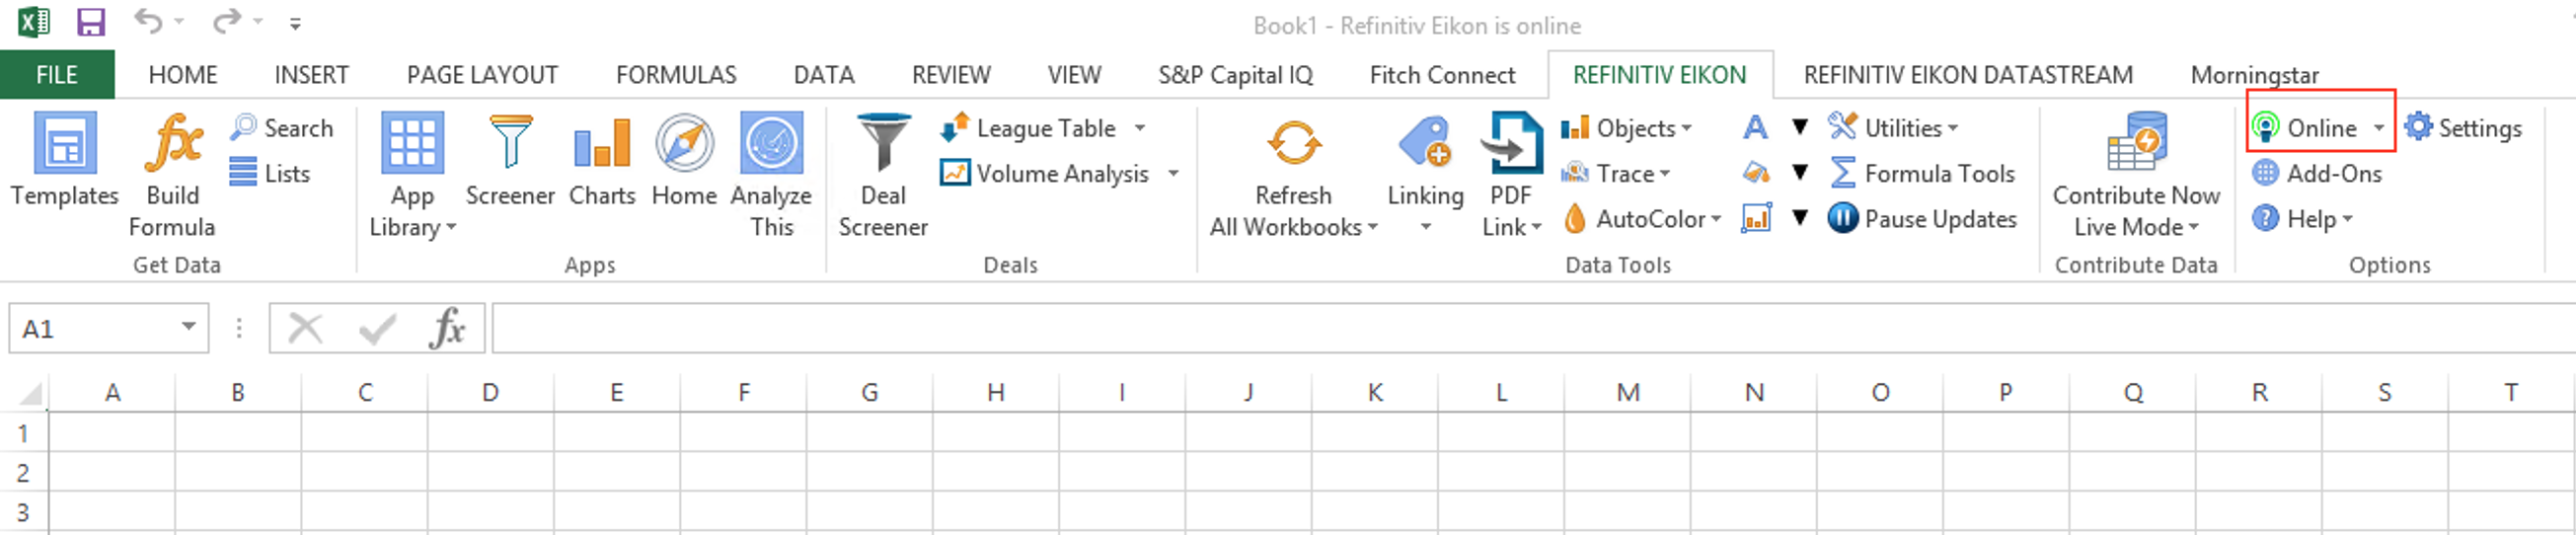 Book1 - Refinitiv Eikon is online
FILE HOME INSERT PAGE LAYOUT FORMULAS DATA REVIEW VIEW S&P Capital IQ Fitch Connect REFINITIV EIKON REFINITIV EIKON DATASTREAM Morningstar
Templates
Build
Formula
Search
Lists
Get Data
App
Library
Screener
Charts
Home
Analyze
This
Apps
Deal
Screener
League Table
Volume Analysis
Deals
Refresh
All Workbooks
Linking
PDF
Link
Objects
Trace
AutoColor
A
Utilities
Formula Tools
Pause Updates
Data Tools
Contribute Now
Live Mode
Contribute Data
Online
Add-Ons
Help
Settings
Options
A1
fx
A B C D E F G H I J K L M N O P Q R S T
1
2
3